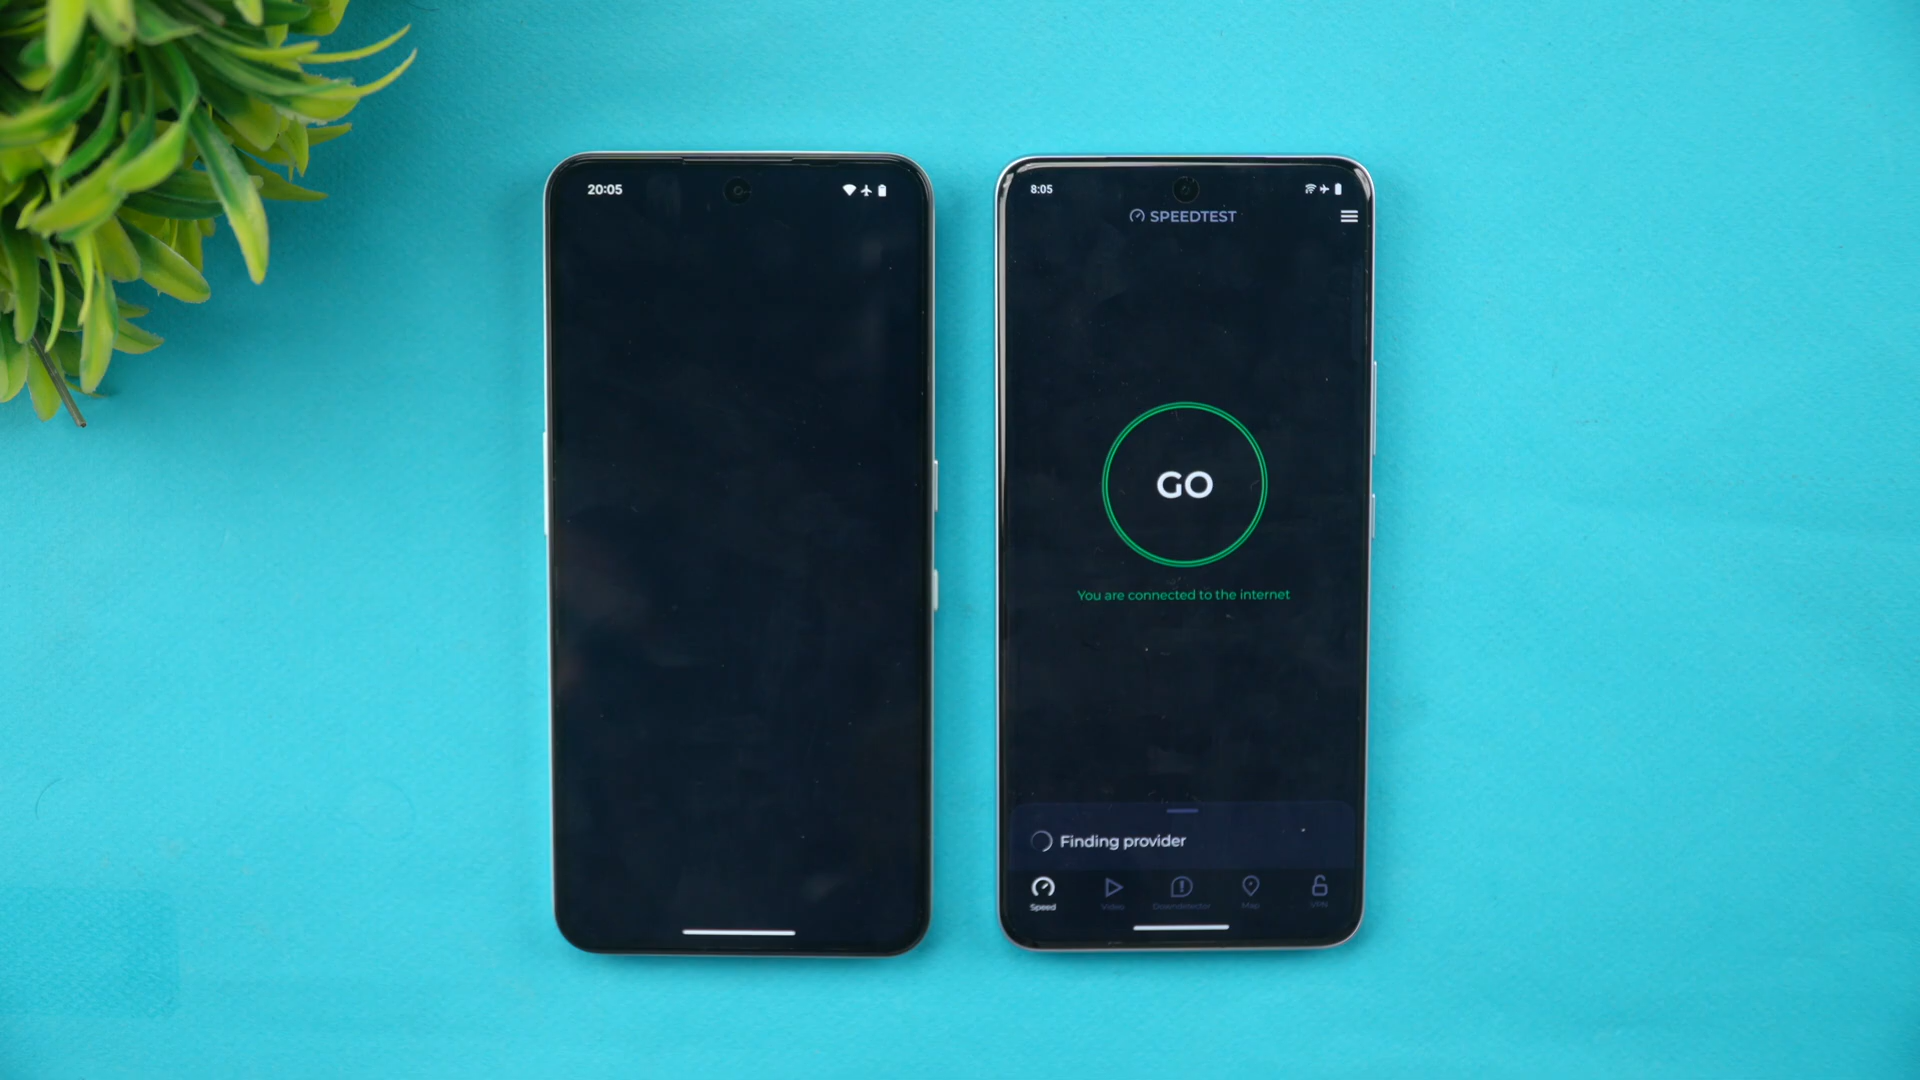 20:05
8:05
SPEEDTEST
GO
You are connected to the internet
Finding provider
Speed
Video
Downdetector
Map
VPN